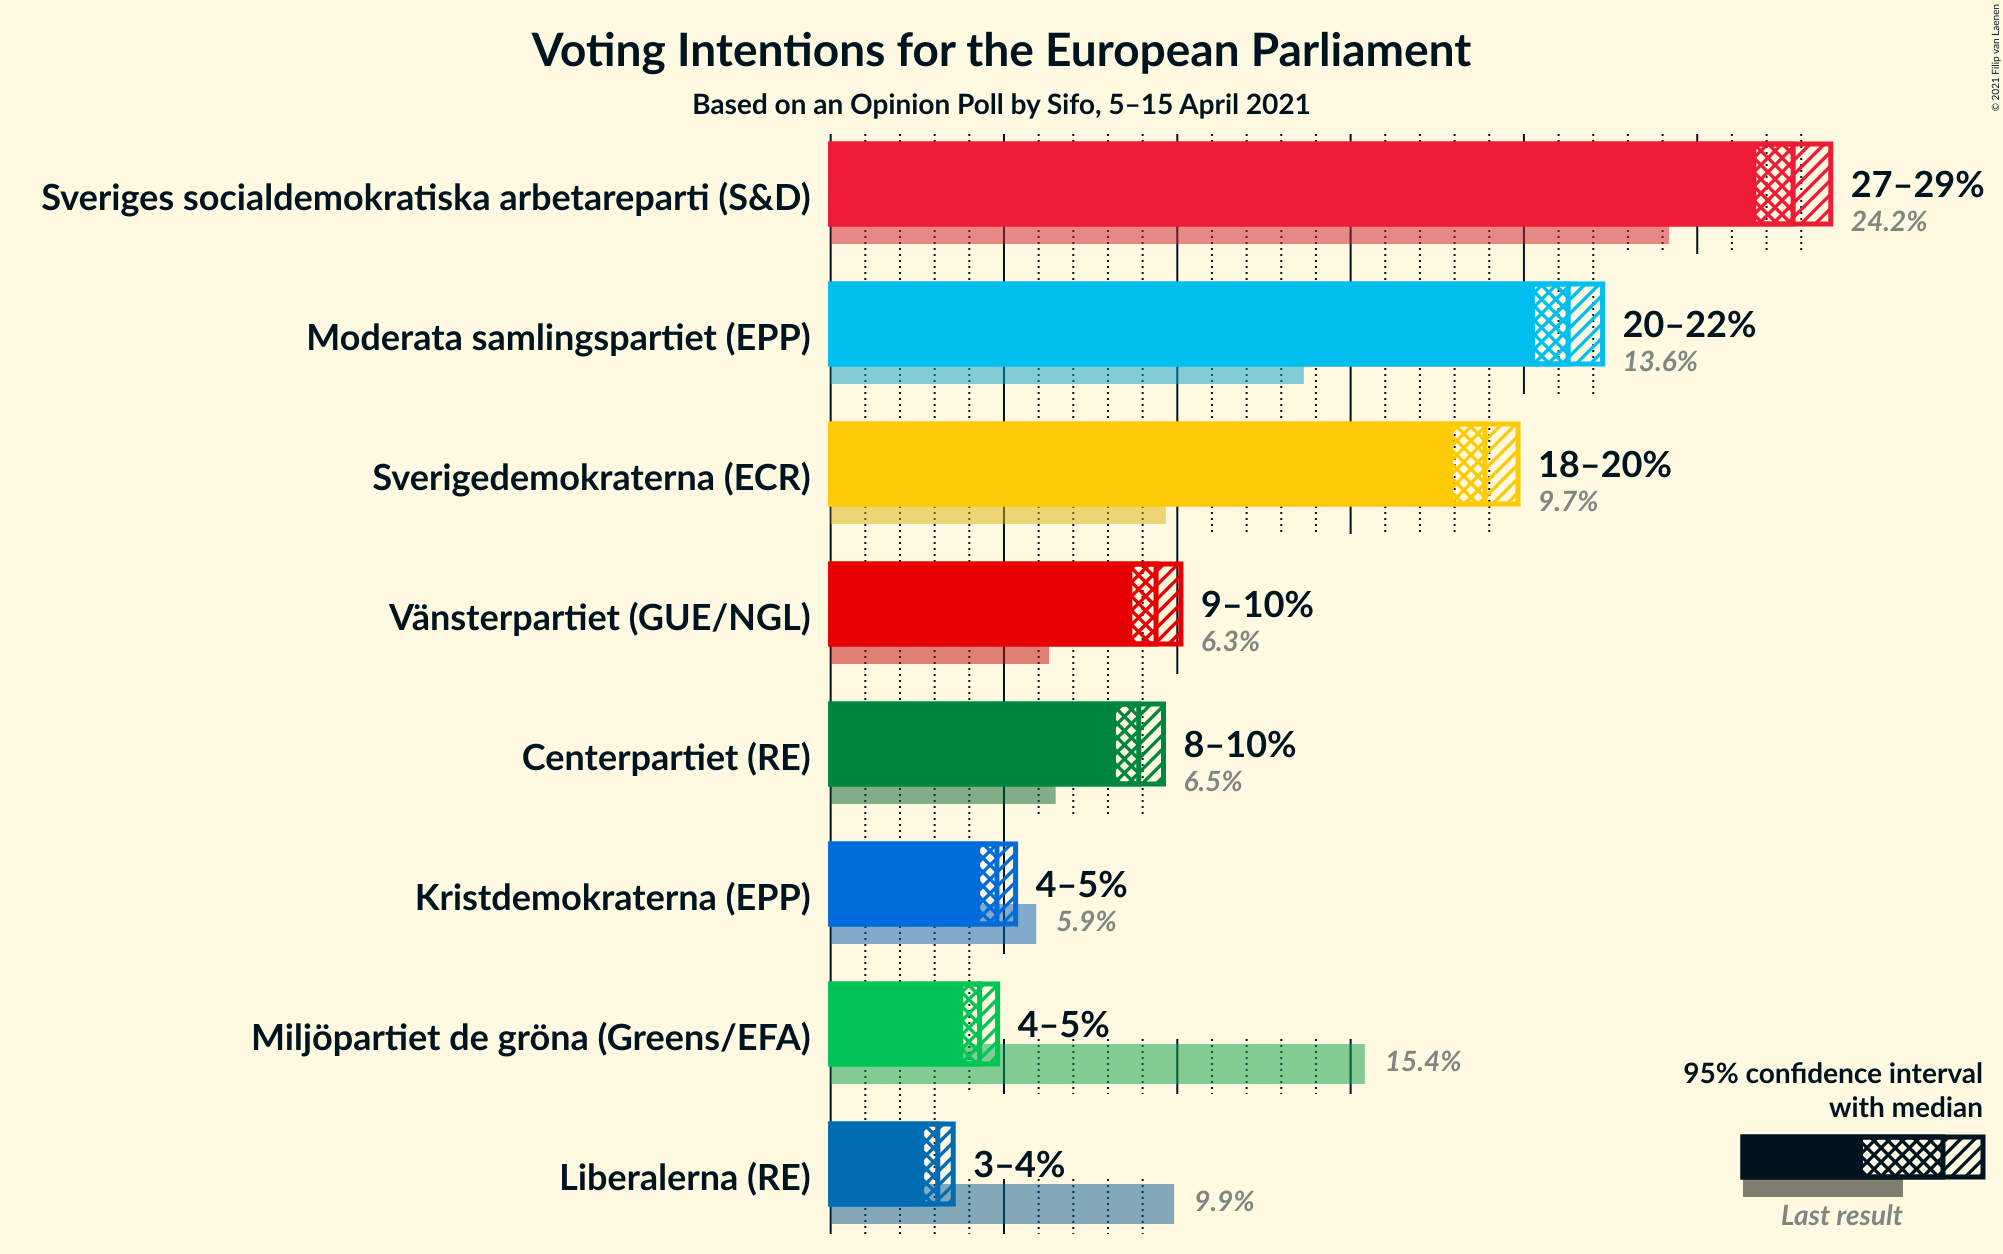 Voting Intentions for the European Parliament
Based on an Opinion Poll by Sifo, 5–15 April 2021
© 2021 Filip van Laenen
Sveriges socialdemokratiska arbetareparti (S&D)
27–29%
24.2%
Moderata samlingspartiet (EPP)
20–22%
13.6%
Sverigedemokraterna (ECR)
18–20%
9.7%
Vänsterpartiet (GUE/NGL)
9–10%
6.3%
Centerpartiet (RE)
8–10%
6.5%
Kristdemokraterna (EPP)
4–5%
5.9%
Miljöpartiet de gröna (Greens/EFA)
4–5%
15.4%
Liberalerna (RE)
3–4%
9.9%
95% confidence interval
with median
Last result